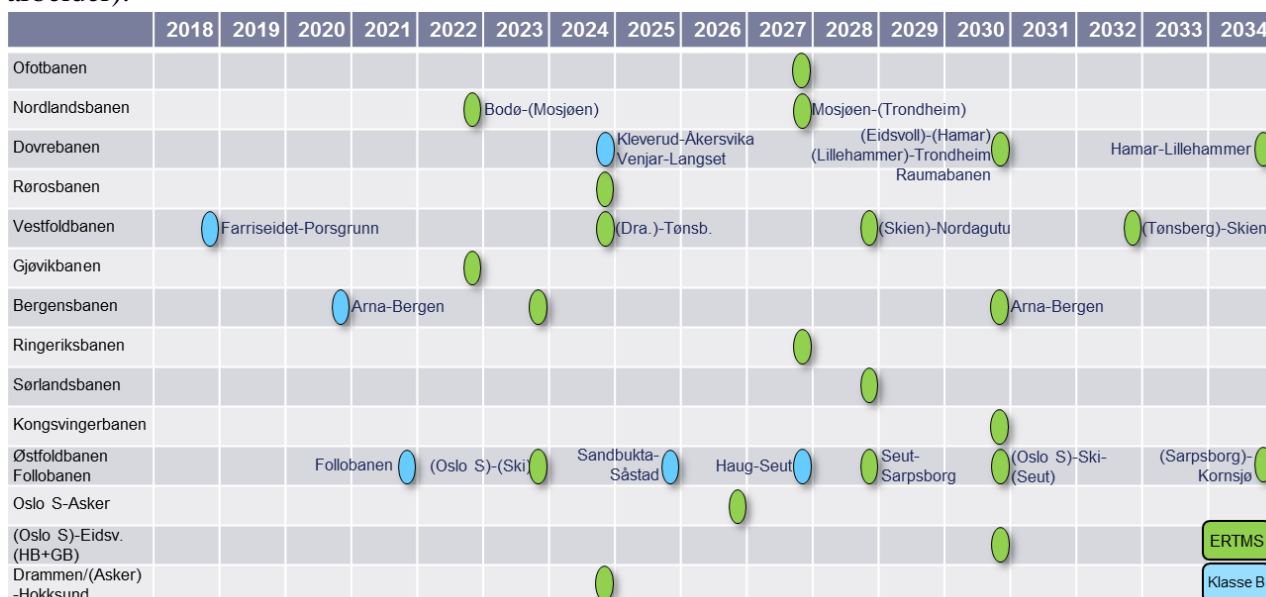 arbeider).
2018 2019 2020 2021 2022 2023 2024 2025 2026 2027 2028 2029 2030 2031 2032 2033 2034
Ofotbanen
Nordlandsbanen Bodø-(Mosjøen) Mosjøen-(Trondheim)
Dovrebanen
Kleverud-Åkersvika
Venjar-Langset
(Eidsvoll)-(Hamar)
(Lillehammer)-Trondheim
Raumabanen
Hamar-Lillehammer
Rørosbanen
Vestfoldbanen Farriseidet-Porsgrunn (Dra.)-Tønsb. (Skien)-Nordagutu (Tønsberg)-Skien
Gjøvikbanen
Bergensbanen Arna-Bergen Arna-Bergen
Ringeriksbanen
Sørlandsbanen
Kongsvingerbanen
Østfoldbanen
Follobanen
Follobanen (Oslo S)-(Ski)
Sandbukta-
Såstad
Haug-Seut
Seut-
Sarpsborg
(Oslo S)-Ski-
(Seut)
(Sarpsborg)-
Kornsjø
Oslo S-Asker
(Oslo S)-Eidsv.
(HB+GB)
ERTMS
Drammen/(Asker)
-Hokksund
Klasse B